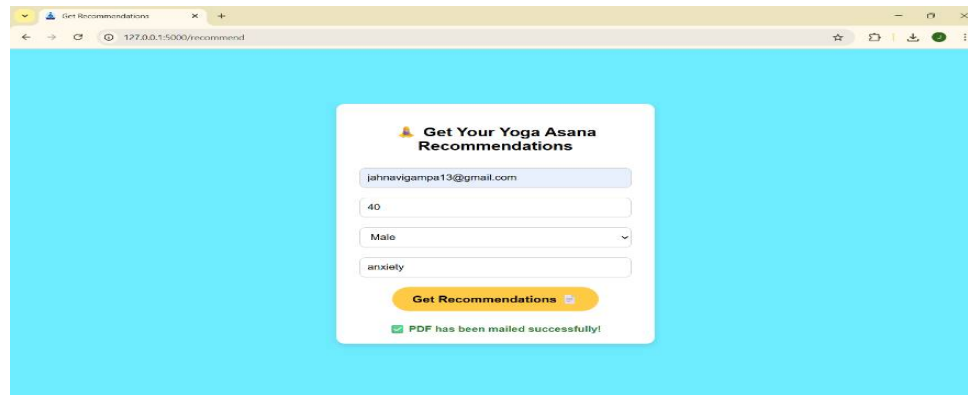 Get Recommendations
127.0.0.1:5000/recommend
Get Your Yoga Asana
Recommendations
jahnavigampa13@gmail.com
40
Male
anxiety
Get Recommendations
PDF has been mailed successfully!